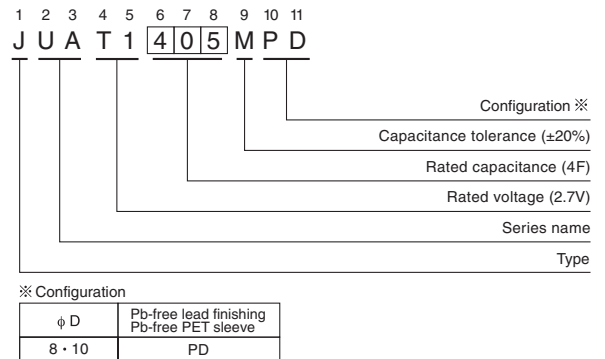 1 2 3 4 5 6 7 8 9 10 11
J U A T 1 4 0 5 M P D
Configuration ※
Capacitance tolerance (±20%)
Rated capacitance (4F)
Rated voltage (2.7V)
Series name
Type
※ Configuration
φ D
Pb-free lead finishing
Pb-free PET sleeve
8・10
PD